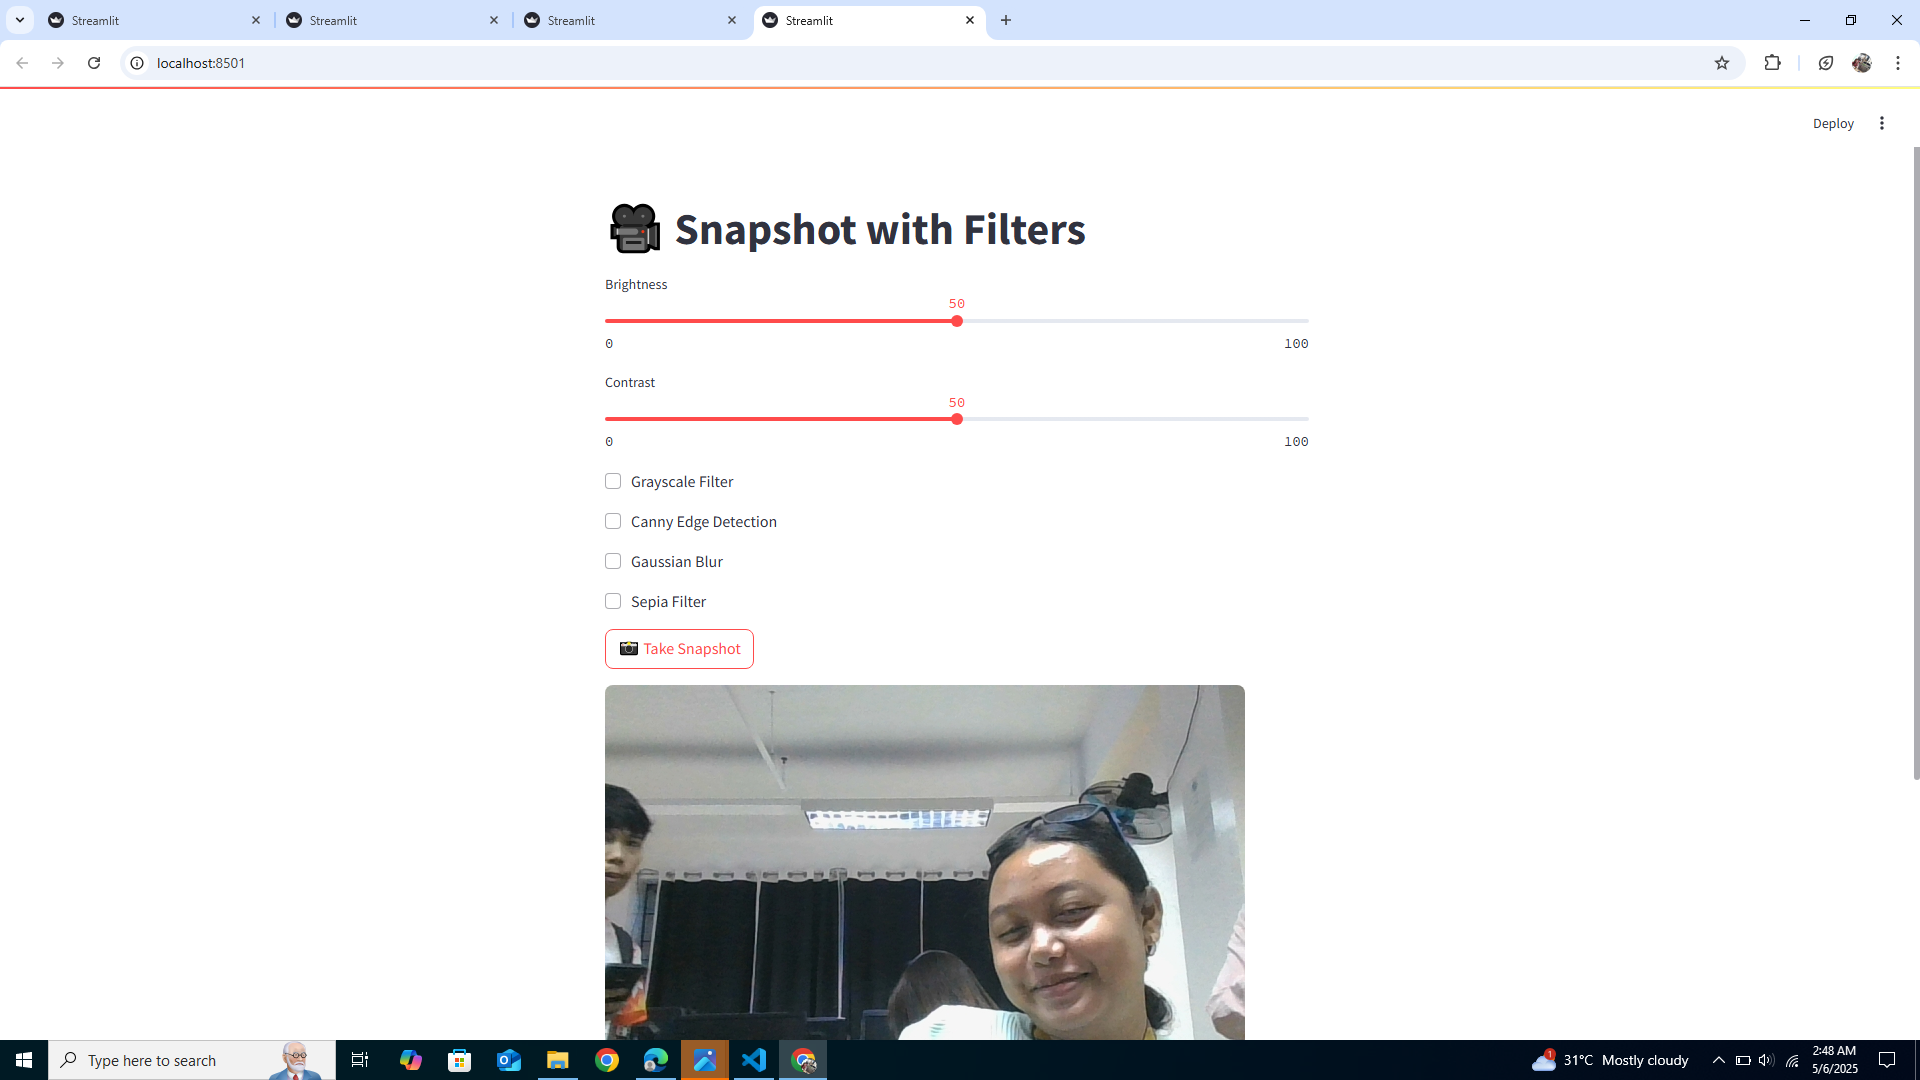 Streamlit
Streamlit
Streamlit
Streamlit
localhost:8501
Deploy
Snapshot with Filters
Brightness
50
0 100
Contrast
50
0 100
Grayscale Filter
Canny Edge Detection
Gaussian Blur
Sepia Filter
Take Snapshot
Type here to search
1
31°C Mostly cloudy
2:48 AM
5/6/2025